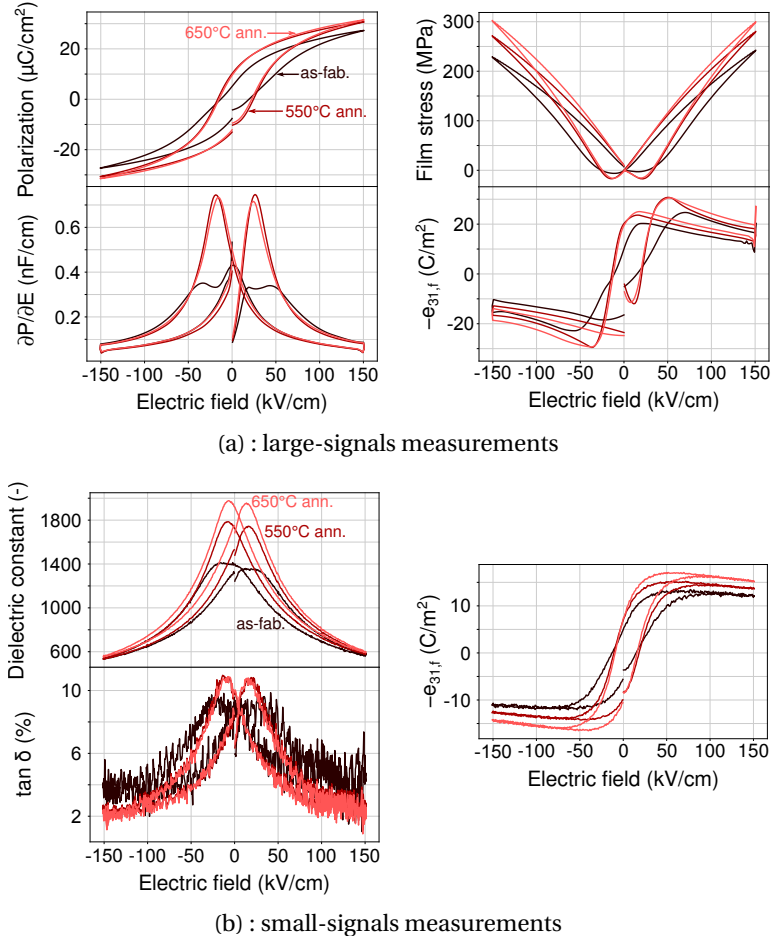 Polarization (µC/cm²)
20
0
-20
650°C ann.
as-fab.
550°C ann.
∂P/∂E (nF/cm)
0.6
0.4
0.2
-150 -100 -50 0 50 100 150
Electric field (kV/cm)
Film stress (MPa)
300
200
100
0
−e31,f (C/m²)
20
0
-20
-150 -100 -50 0 50 100 150
Electric field (kV/cm)
(a) : large-signals measurements
Dielectric constant (-)
1800
1400
1000
600
650°C ann.
550°C ann.
as-fab.
tan δ (%)
10
6
2
-150 -100 -50 0 50 100 150
Electric field (kV/cm)
−e31,f (C/m²)
10
0
-10
-150 -100 -50 0 50 100 150
Electric field (kV/cm)
(b) : small-signals measurements